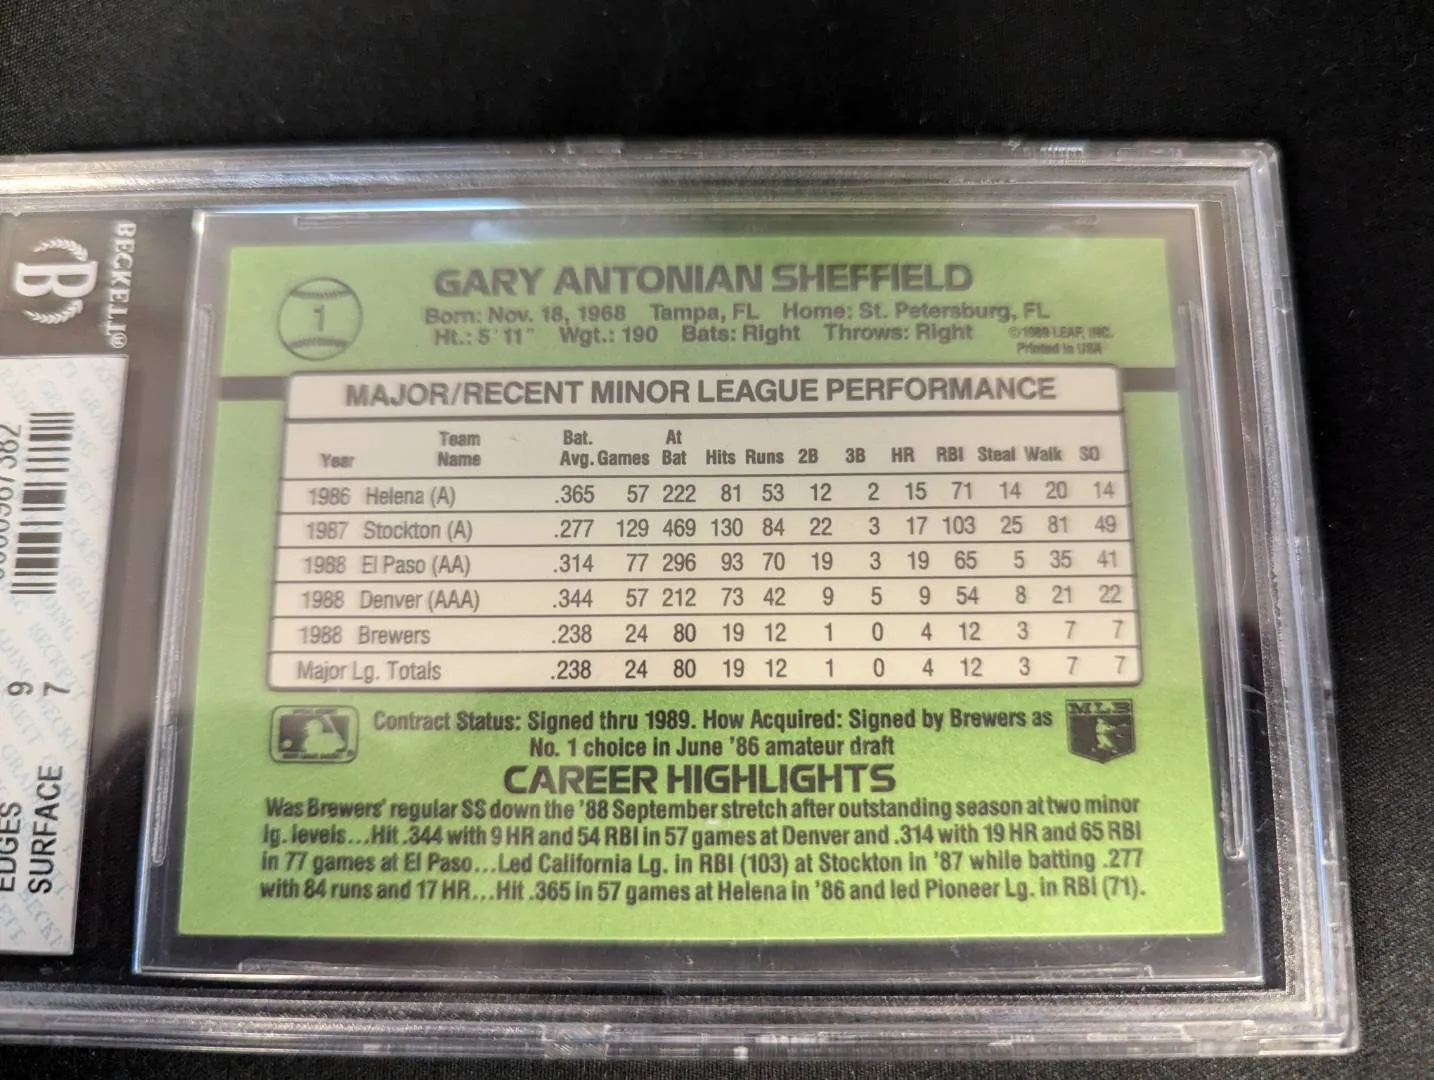 BECKETT®
B
EDGES 9
SURFACE 7
1
GARY ANTONIAN SHEFFIELD
Born: Nov. 18, 1968 Tampa, FL Home: St. Petersburg, FL
Ht.: 5'11" Wgt.: 190 Bats: Right Throws: Right
©1989 LEAF, INC.
Printed in USA
MAJOR/RECENT MINOR LEAGUE PERFORMANCE
Year Team Name Bat. Avg. Games At Bat Hits Runs 2B 3B HR RBI Steal Walk SO
1986 Helena (A) .365 57 222 81 53 12 2 15 71 14 20 14
1987 Stockton (A) .277 129 469 130 84 22 3 17 103 25 81 49
1988 El Paso (AA) .314 77 296 93 70 19 3 19 65 5 35 41
1988 Denver (AAA) .344 57 212 73 42 9 5 9 54 8 21 22
1988 Brewers .238 24 80 19 12 1 0 4 12 3 7 7
Major Lg. Totals .238 24 80 19 12 1 0 4 12 3 7 7
Contract Status: Signed thru 1989. How Acquired: Signed by Brewers as
No. 1 choice in June '86 amateur draft
MLB
CAREER HIGHLIGHTS
Was Brewers' regular SS down the '88 September stretch after outstanding season at two minor
lg. levels...Hit .344 with 9 HR and 54 RBI in 57 games at Denver and .314 with 19 HR and 65 RBI
in 77 games at El Paso...Led California Lg. in RBI (103) at Stockton in '87 while batting .277
with 84 runs and 17 HR...Hit .365 in 57 games at Helena in '86 and led Pioneer Lg. in RBI (71).